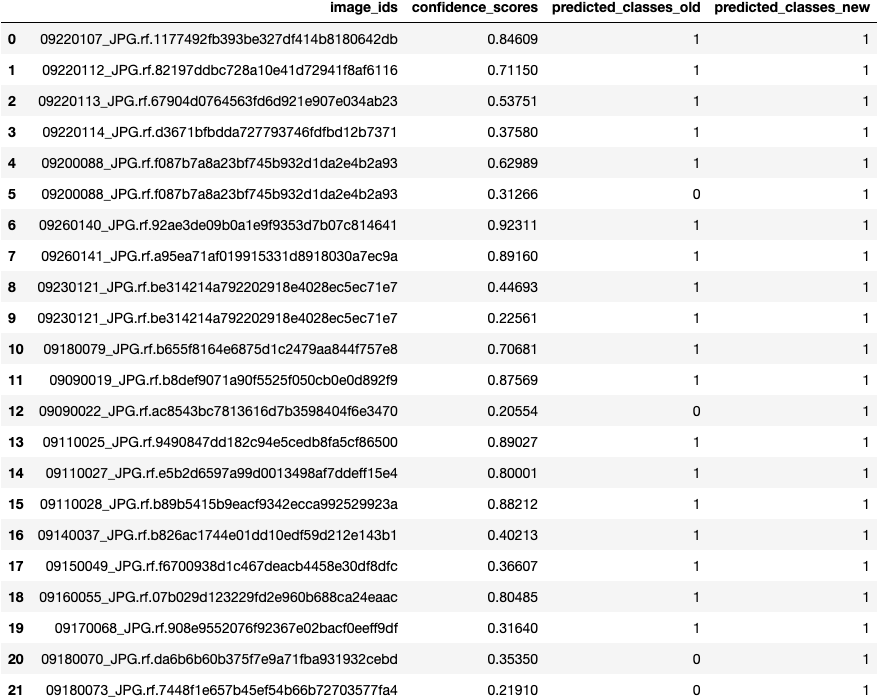 image_ids confidence_scores predicted_classes_old predicted_classes_new
0 09220107_JPG.rf.1177492fb393be327df414b8180642db 0.84609 1 1
1 09220112_JPG.rf.82197ddbc728a10e41d72941f8af6116 0.71150 1 1
2 09220113_JPG.rf.67904d0764563fd6d921e907e034ab23 0.53751 1 1
3 09220114_JPG.rf.d3671bfbdda727793746fdfbd12b7371 0.37580 1 1
4 09200088_JPG.rf.f087b7a8a23bf745b932d1da2e4b2a93 0.62989 1 1
5 09200088_JPG.rf.f087b7a8a23bf745b932d1da2e4b2a93 0.31266 0 1
6 09260140_JPG.rf.92ae3de09b0a1e9f9353d7b07c814641 0.92311 1 1
7 09260141_JPG.rf.a95ea71af019915331d8918030a7ec9a 0.89160 1 1
8 09230121_JPG.rf.be314214a792202918e4028ec5ec71e7 0.44693 1 1
9 09230121_JPG.rf.be314214a792202918e4028ec5ec71e7 0.22561 1 1
10 09180079_JPG.rf.b655f8164e6875d1c2479aa844f757e8 0.70681 1 1
11 09090019_JPG.rf.b8def9071a90f5525f050cb0e0d892f9 0.87569 1 1
12 09090022_JPG.rf.ac8543bc7813616d7b3598404f6e3470 0.20554 0 1
13 09110025_JPG.rf.9490847dd182c94e5cedb8fa5cf86500 0.89027 1 1
14 09110027_JPG.rf.e5b2d6597a99d0013498af7ddeff15e4 0.80001 1 1
15 09110028_JPG.rf.b89b5415b9eacf9342ecca992529923a 0.88212 1 1
16 09140037_JPG.rf.b826ac1744e01dd10edf59d212e143b1 0.40213 1 1
17 09150049_JPG.rf.f6700938d1c467deacb4458e30df8dfc 0.36607 1 1
18 09160055_JPG.rf.07b029d123229fd2e960b688ca24eaac 0.80485 1 1
19 09170068_JPG.rf.908e9552076f92367e02bacf0eeff9df 0.31640 1 1
20 09180070_JPG.rf.da6b6b60b375f7e9a71fba931932cebd 0.35350 0 1
21 09180073_JPG.rf.7448f1e657b45ef54b66b72703577fa4 0.21910 0 1